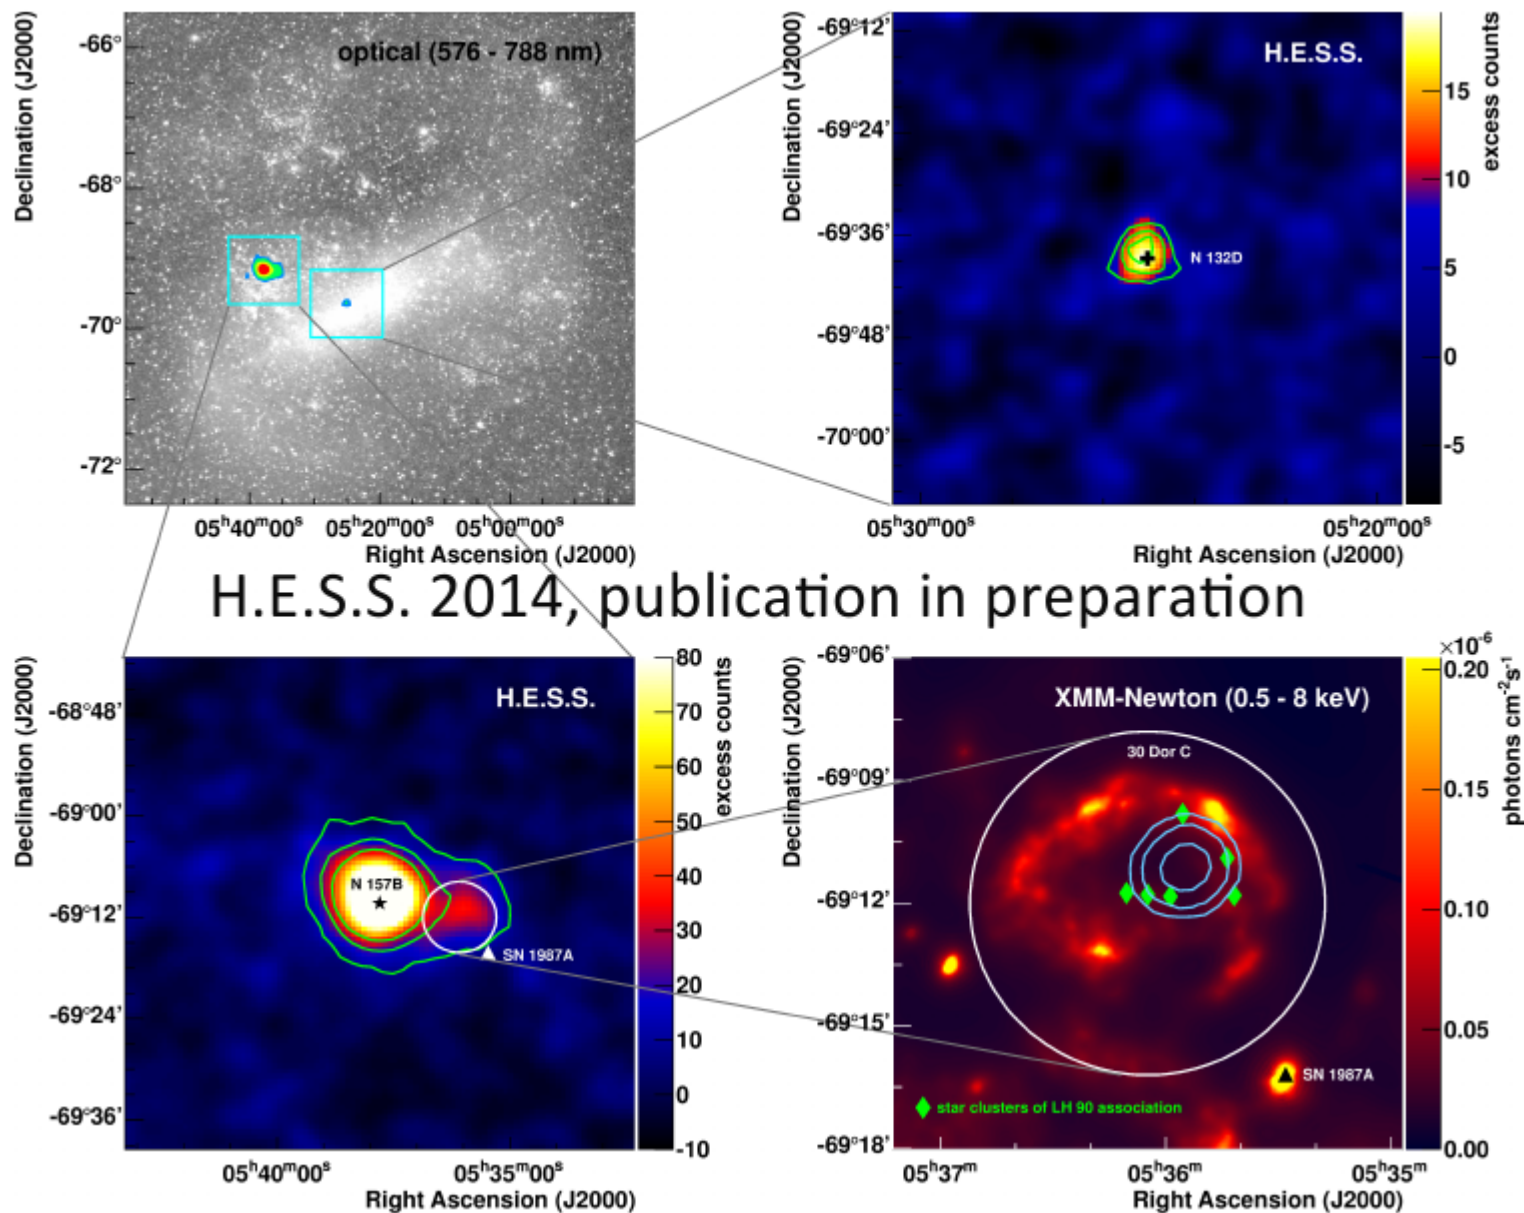 optical (576 - 788 nm)
Declination (J2000)
-66°
-68°
-70°
-72°
05ʰ40ᵐ00ˢ 05ʰ20ᵐ00ˢ 05ʰ00ᵐ00ˢ
Right Ascension (J2000)
H.E.S.S.
Declination (J2000)
-69°12'
-69°24'
-69°36'
-69°48'
-70°00'
N 132D
excess counts
15
10
5
0
-5
05ʰ30ᵐ00ˢ 05ʰ20ᵐ00ˢ
Right Ascension (J2000)
H.E.S.S. 2014, publication in preparation
H.E.S.S.
Declination (J2000)
-68°48'
-69°00'
-69°12'
-69°24'
-69°36'
N 157B
SN 1987A
excess counts
80
70
60
50
40
30
20
10
0
-10
05ʰ40ᵐ00ˢ 05ʰ35ᵐ00ˢ
Right Ascension (J2000)
XMM-Newton (0.5 - 8 keV)
30 Dor C
Declination (J2000)
-69°06'
-69°09'
-69°12'
-69°15'
-69°18'
SN 1987A
star clusters of LH 90 association
×10⁻⁶
photons cm⁻²s⁻¹
0.20
0.15
0.10
0.05
0.00
05ʰ37ᵐ 05ʰ36ᵐ 05ʰ35ᵐ
Right Ascension (J2000)